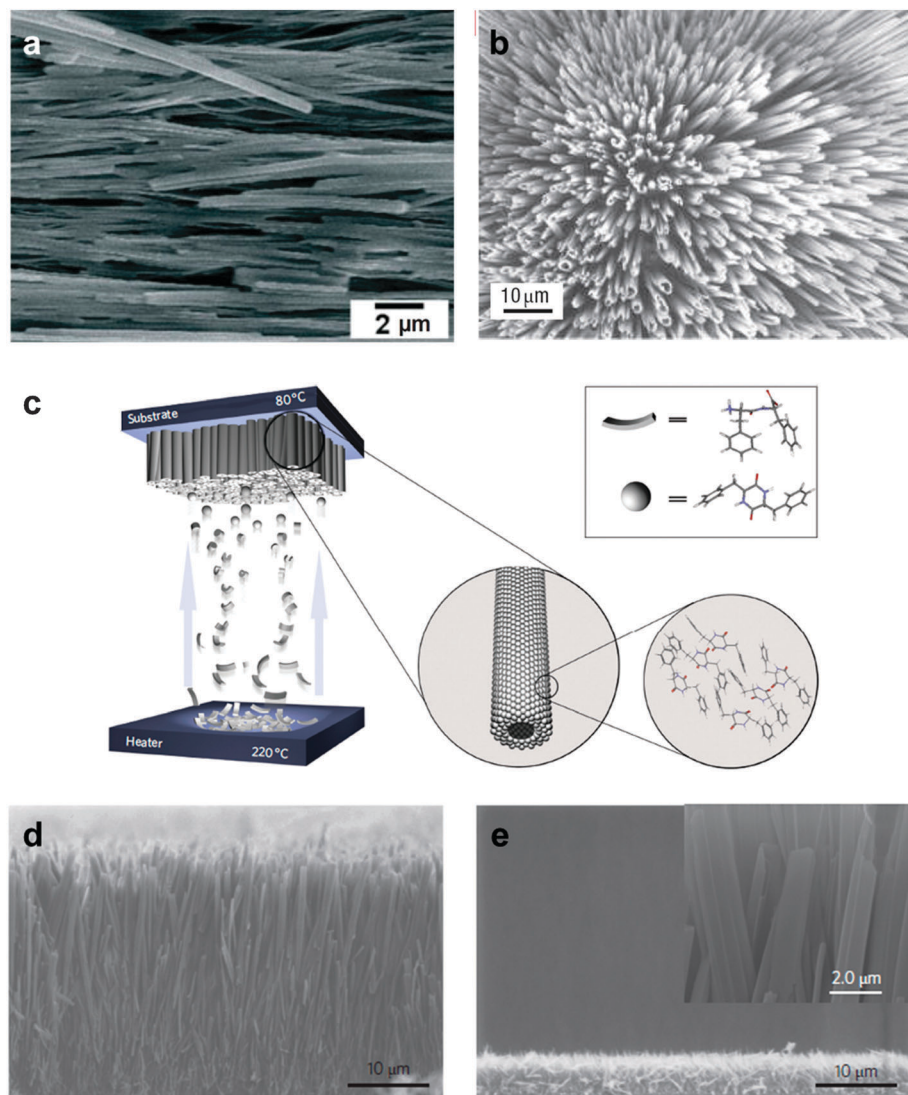 a
2 μm
b
10 μm
c
Substrate
80°C
=
=
Heater
220°C
d
10 μm
e
2.0 μm
10 μm